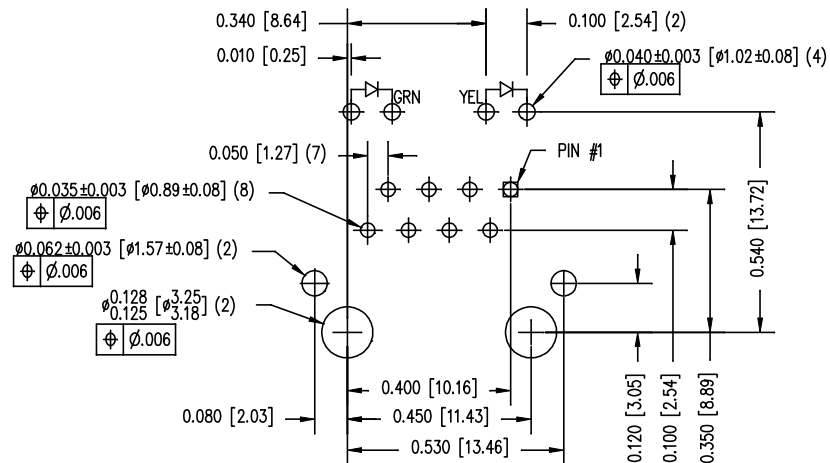 0.340 [8.64]
0.100 [2.54] (2)
0.010 [0.25]
ø0.040±0.003 [ø1.02±0.08] (4)
⌖ Ø.006
GRN
YEL
0.050 [1.27] (7)
PIN #1
ø0.035±0.003 [ø0.89±0.08] (8)
⌖ Ø.006
ø0.062±0.003 [ø1.57±0.08] (2)
⌖ Ø.006
ø0.128 [ø3.25] (2)
0.125 3.18
⌖ Ø.006
0.540 [13.72]
0.400 [10.16]
0.080 [2.03]
0.450 [11.43]
0.530 [13.46]
0.120 [3.05]
0.100 [2.54]
0.350 [8.89]